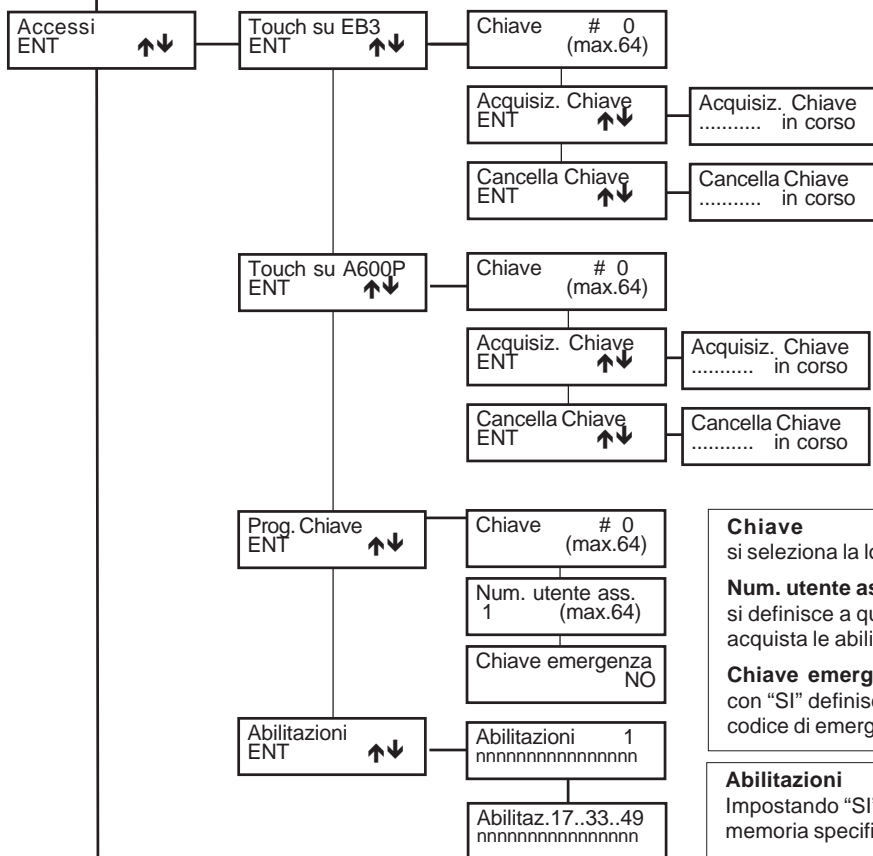 Accessi
ENT
Touch su EB3
ENT
Chiave # 0
(max.64)
Acquisiz. Chiave
ENT
Acquisiz. Chiave
........... in corso
Cancella Chiave
ENT
Cancella Chiave
........... in corso
Touch su A600P
ENT
Chiave # 0
(max.64)
Acquisiz. Chiave
ENT
Acquisiz. Chiave
........... in corso
Cancella Chiave
ENT
Cancella Chiave
........... in corso
Prog. Chiave
ENT
Chiave # 0
(max.64)
Num. utente ass.
1 (max.64)
Chiave emergenza
NO
Abilitazioni
ENT
Abilitazioni 1
nnnnnnnnnnnnnnnn
Abilitaz.17..33..49
nnnnnnnnnnnnnnnn
Chiave
si seleziona la
Num. utente
si definisce a
acquista le
Chiave
con “SI”
codice di
Abilitazioni
Impostando “SI”
memoria